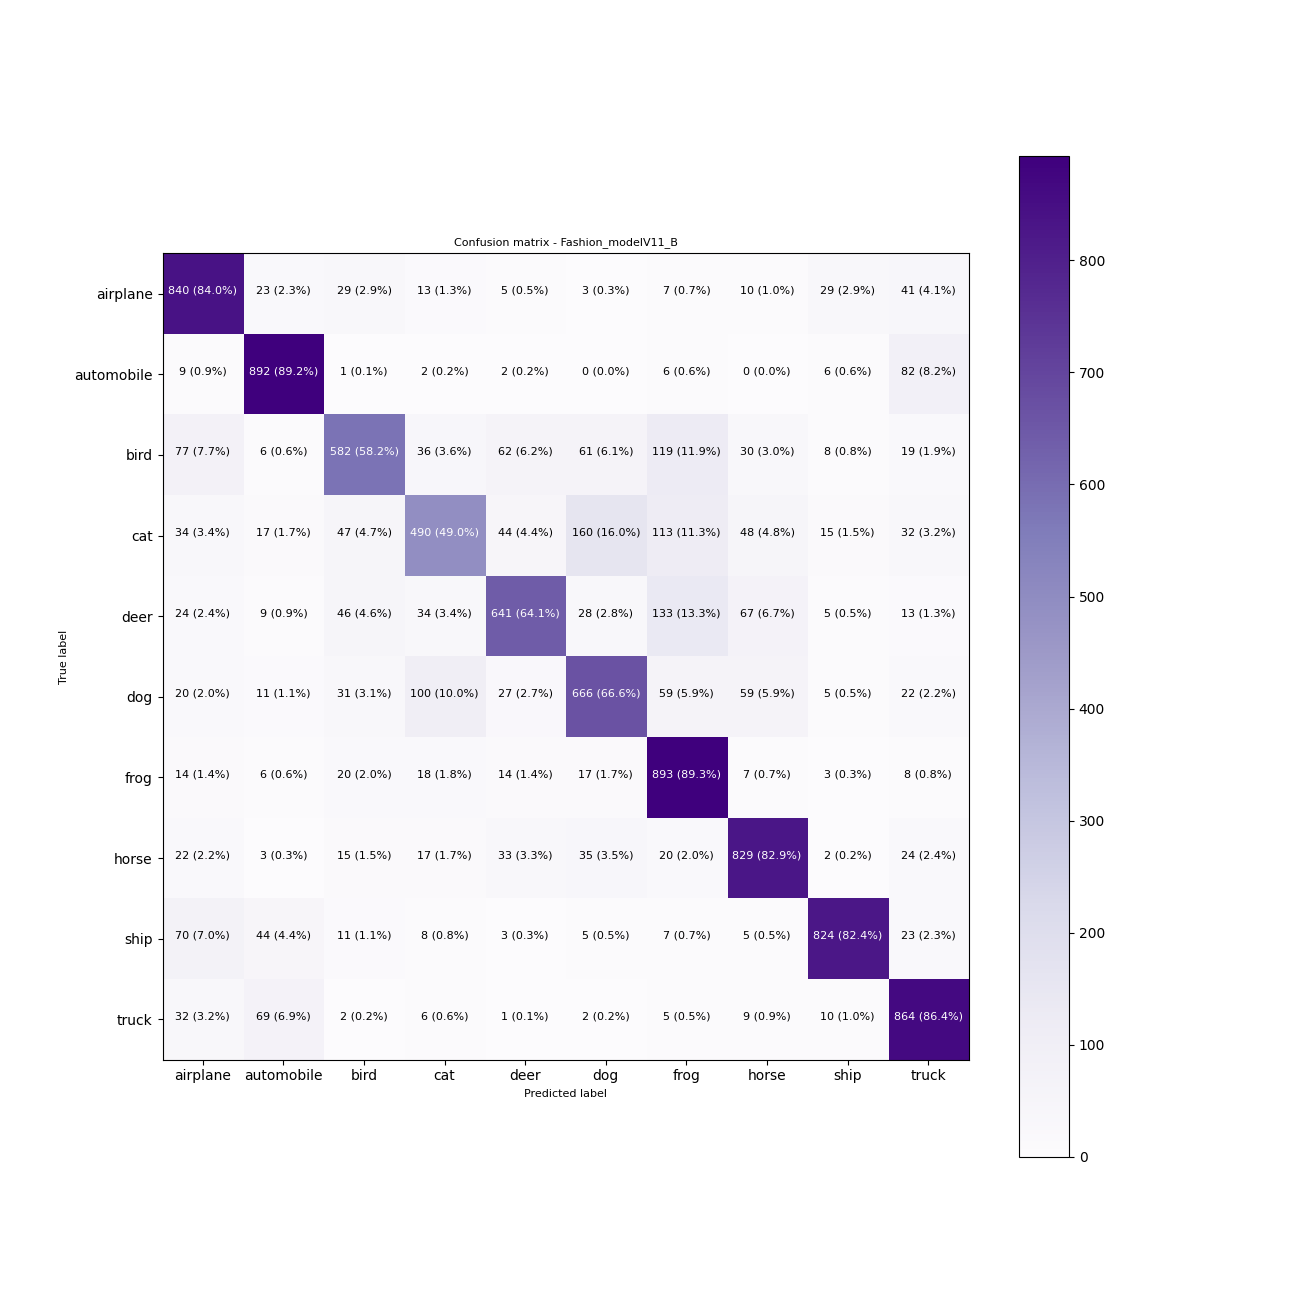 Confusion matrix - Fashion_modelV11_B
airplane 840 (84.0%) 23 (2.3%) 29 (2.9%) 13 (1.3%) 5 (0.5%) 3 (0.3%) 7 (0.7%) 10 (1.0%) 29 (2.9%) 41 (4.1%)
automobile 9 (0.9%) 892 (89.2%) 1 (0.1%) 2 (0.2%) 2 (0.2%) 0 (0.0%) 6 (0.6%) 0 (0.0%) 6 (0.6%) 82 (8.2%)
bird 77 (7.7%) 6 (0.6%) 582 (58.2%) 36 (3.6%) 62 (6.2%) 61 (6.1%) 119 (11.9%) 30 (3.0%) 8 (0.8%) 19 (1.9%)
cat 34 (3.4%) 17 (1.7%) 47 (4.7%) 490 (49.0%) 44 (4.4%) 160 (16.0%) 113 (11.3%) 48 (4.8%) 15 (1.5%) 32 (3.2%)
deer 24 (2.4%) 9 (0.9%) 46 (4.6%) 34 (3.4%) 641 (64.1%) 28 (2.8%) 133 (13.3%) 67 (6.7%) 5 (0.5%) 13 (1.3%)
dog 20 (2.0%) 11 (1.1%) 31 (3.1%) 100 (10.0%) 27 (2.7%) 666 (66.6%) 59 (5.9%) 59 (5.9%) 5 (0.5%) 22 (2.2%)
frog 14 (1.4%) 6 (0.6%) 20 (2.0%) 18 (1.8%) 14 (1.4%) 17 (1.7%) 893 (89.3%) 7 (0.7%) 3 (0.3%) 8 (0.8%)
horse 22 (2.2%) 3 (0.3%) 15 (1.5%) 17 (1.7%) 33 (3.3%) 35 (3.5%) 20 (2.0%) 829 (82.9%) 2 (0.2%) 24 (2.4%)
ship 70 (7.0%) 44 (4.4%) 11 (1.1%) 8 (0.8%) 3 (0.3%) 5 (0.5%) 7 (0.7%) 5 (0.5%) 824 (82.4%) 23 (2.3%)
truck 32 (3.2%) 69 (6.9%) 2 (0.2%) 6 (0.6%) 1 (0.1%) 2 (0.2%) 5 (0.5%) 9 (0.9%) 10 (1.0%) 864 (86.4%)
airplane automobile bird cat deer dog frog horse ship truck
Predicted label
True label
800
700
600
500
400
300
200
100
0